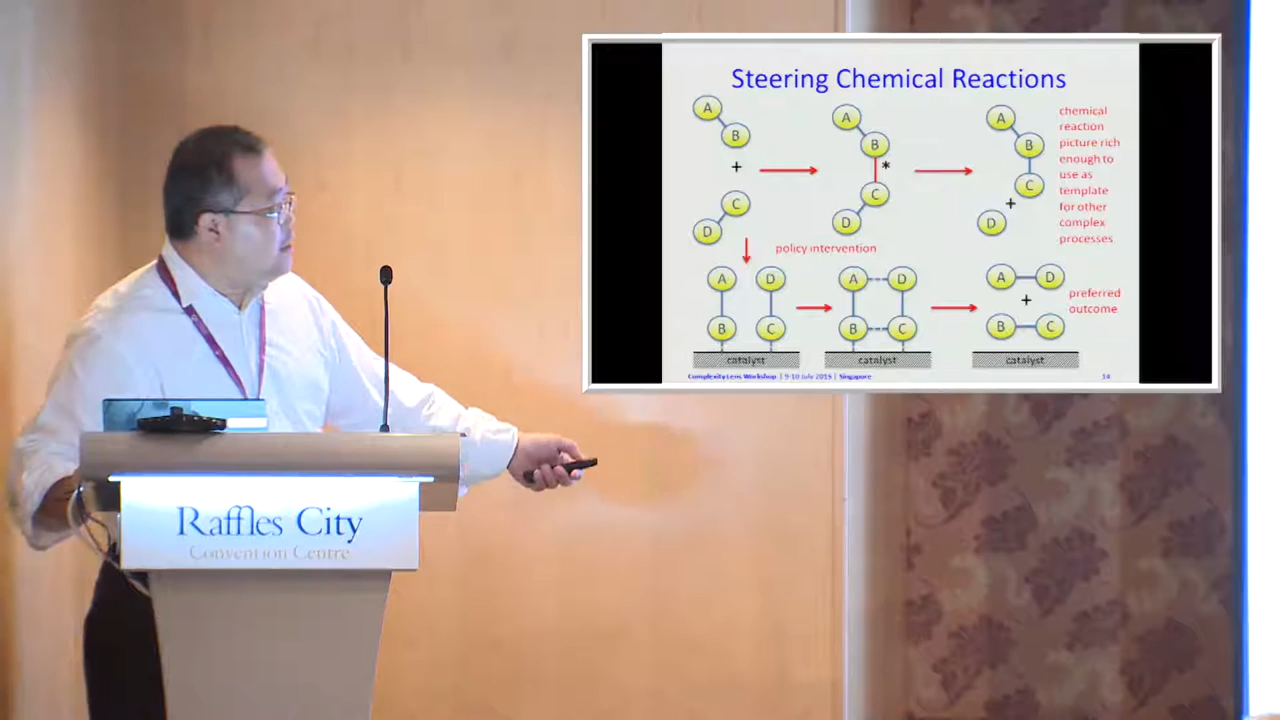 Steering Chemical Reactions
A
B
+
C
D
A
B
*
C
D
A
B
C
+
D
chemical
reaction
picture rich
enough to
use as
template
for other
complex
processes
policy intervention
A
D
B
C
catalyst
A
D
B
C
catalyst
A
D
+
B
C
catalyst
preferred
outcome
Complexity Lens Workshop | 9-10 July 2015 | Singapore
14
Raffles City
Convention Centre